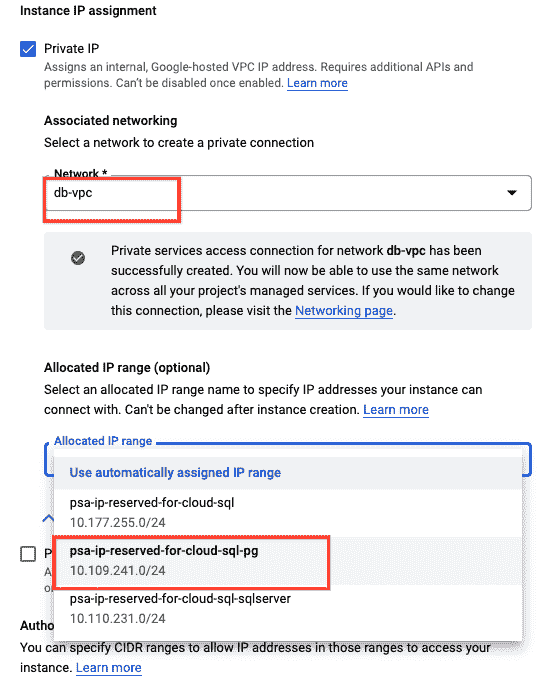 Instance IP assignment
Private IP
Assigns an internal, Google-hosted VPC IP address. Requires additional APIs and
permissions. Can't be disabled once enabled. Learn more
Associated networking
Select a network to create a private connection
Network *
db-vpc
Private services access connection for network db-vpc has been
successfully created. You will now be able to use the same network
across all your project's managed services. If you would like to change
this connection, please visit the Networking page.
Allocated IP range (optional)
Select an allocated IP range name to specify IP addresses your instance can
connect with. Can't be changed after instance creation. Learn more
Allocated IP range
Use automatically assigned IP range
psa-ip-reserved-for-cloud-sql
10.177.255.0/24
psa-ip-reserved-for-cloud-sql-pg
10.109.241.0/24
psa-ip-reserved-for-cloud-sql-sqlserver
10.110.231.0/24
You can specify CIDR ranges to allow IP addresses in those ranges to access your
instance. Learn more